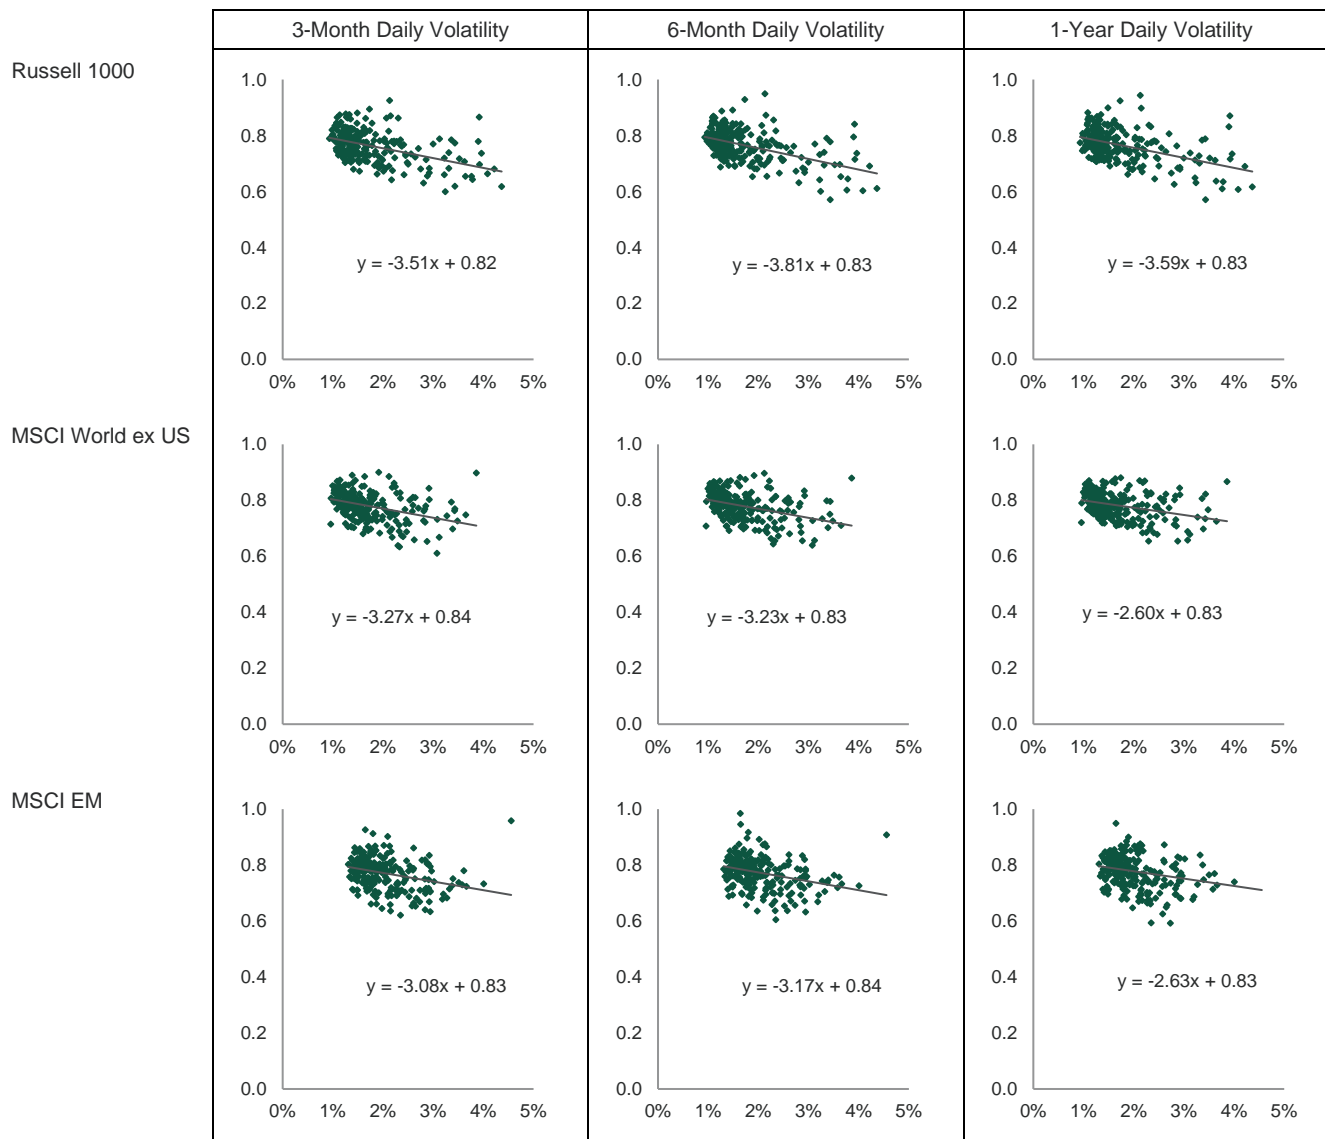 3-Month Daily Volatility 6-Month Daily Volatility 1-Year Daily Volatility
Russell 1000
1.0 1.0 1.0
0.8 0.8 0.8
0.6 0.6 0.6
0.4 0.4 0.4
y = -3.51x + 0.82 y = -3.81x + 0.83 y = -3.59x + 0.83
0.2 0.2 0.2
0.0 0.0 0.0
0% 1% 2% 3% 4% 5% 0% 1% 2% 3% 4% 5% 0% 1% 2% 3% 4% 5%
MSCI World ex US
1.0 1.0 1.0
0.8 0.8 0.8
0.6 0.6 0.6
0.4 0.4 0.4
y = -3.27x + 0.84 y = -3.23x + 0.83 y = -2.60x + 0.83
0.2 0.2 0.2
0.0 0.0 0.0
0% 1% 2% 3% 4% 5% 0% 1% 2% 3% 4% 5% 0% 1% 2% 3% 4% 5%
MSCI EM
1.0 1.0 1.0
0.8 0.8 0.8
0.6 0.6 0.6
0.4 0.4 0.4
y = -3.08x + 0.83 y = -3.17x + 0.84 y = -2.63x + 0.83
0.2 0.2 0.2
0.0 0.0 0.0
0% 1% 2% 3% 4% 5% 0% 1% 2% 3% 4% 5% 0% 1% 2% 3% 4% 5%